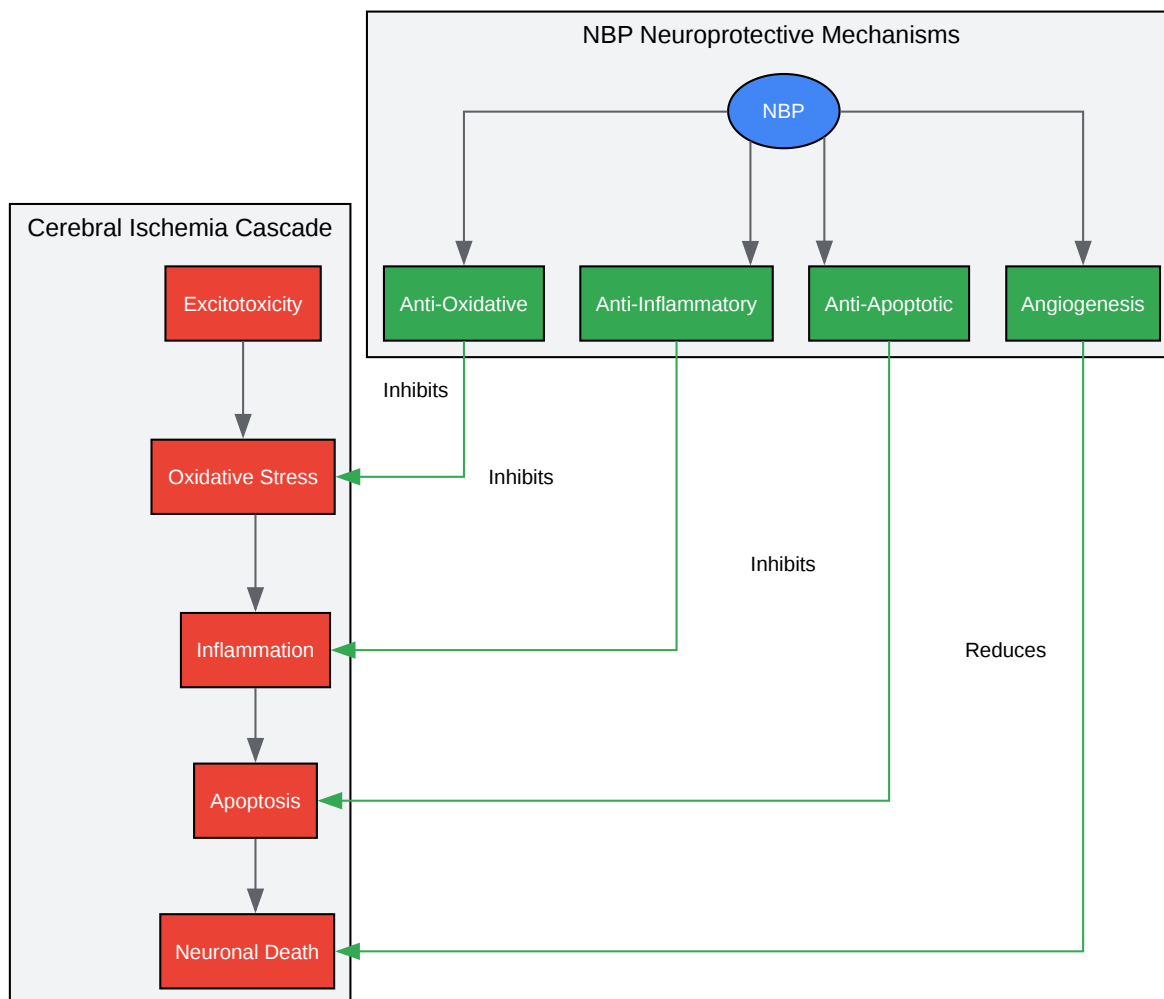 NBP Neuroprotective Mechanisms
NBP
Cerebral Ischemia Cascade
Excitotoxicity
Anti-Oxidative
Anti-Inflammatory
Anti-Apoptotic
Angiogenesis
Inhibits
Oxidative Stress
Inhibits
Inhibits
Inflammation
Reduces
Apoptosis
Neuronal Death